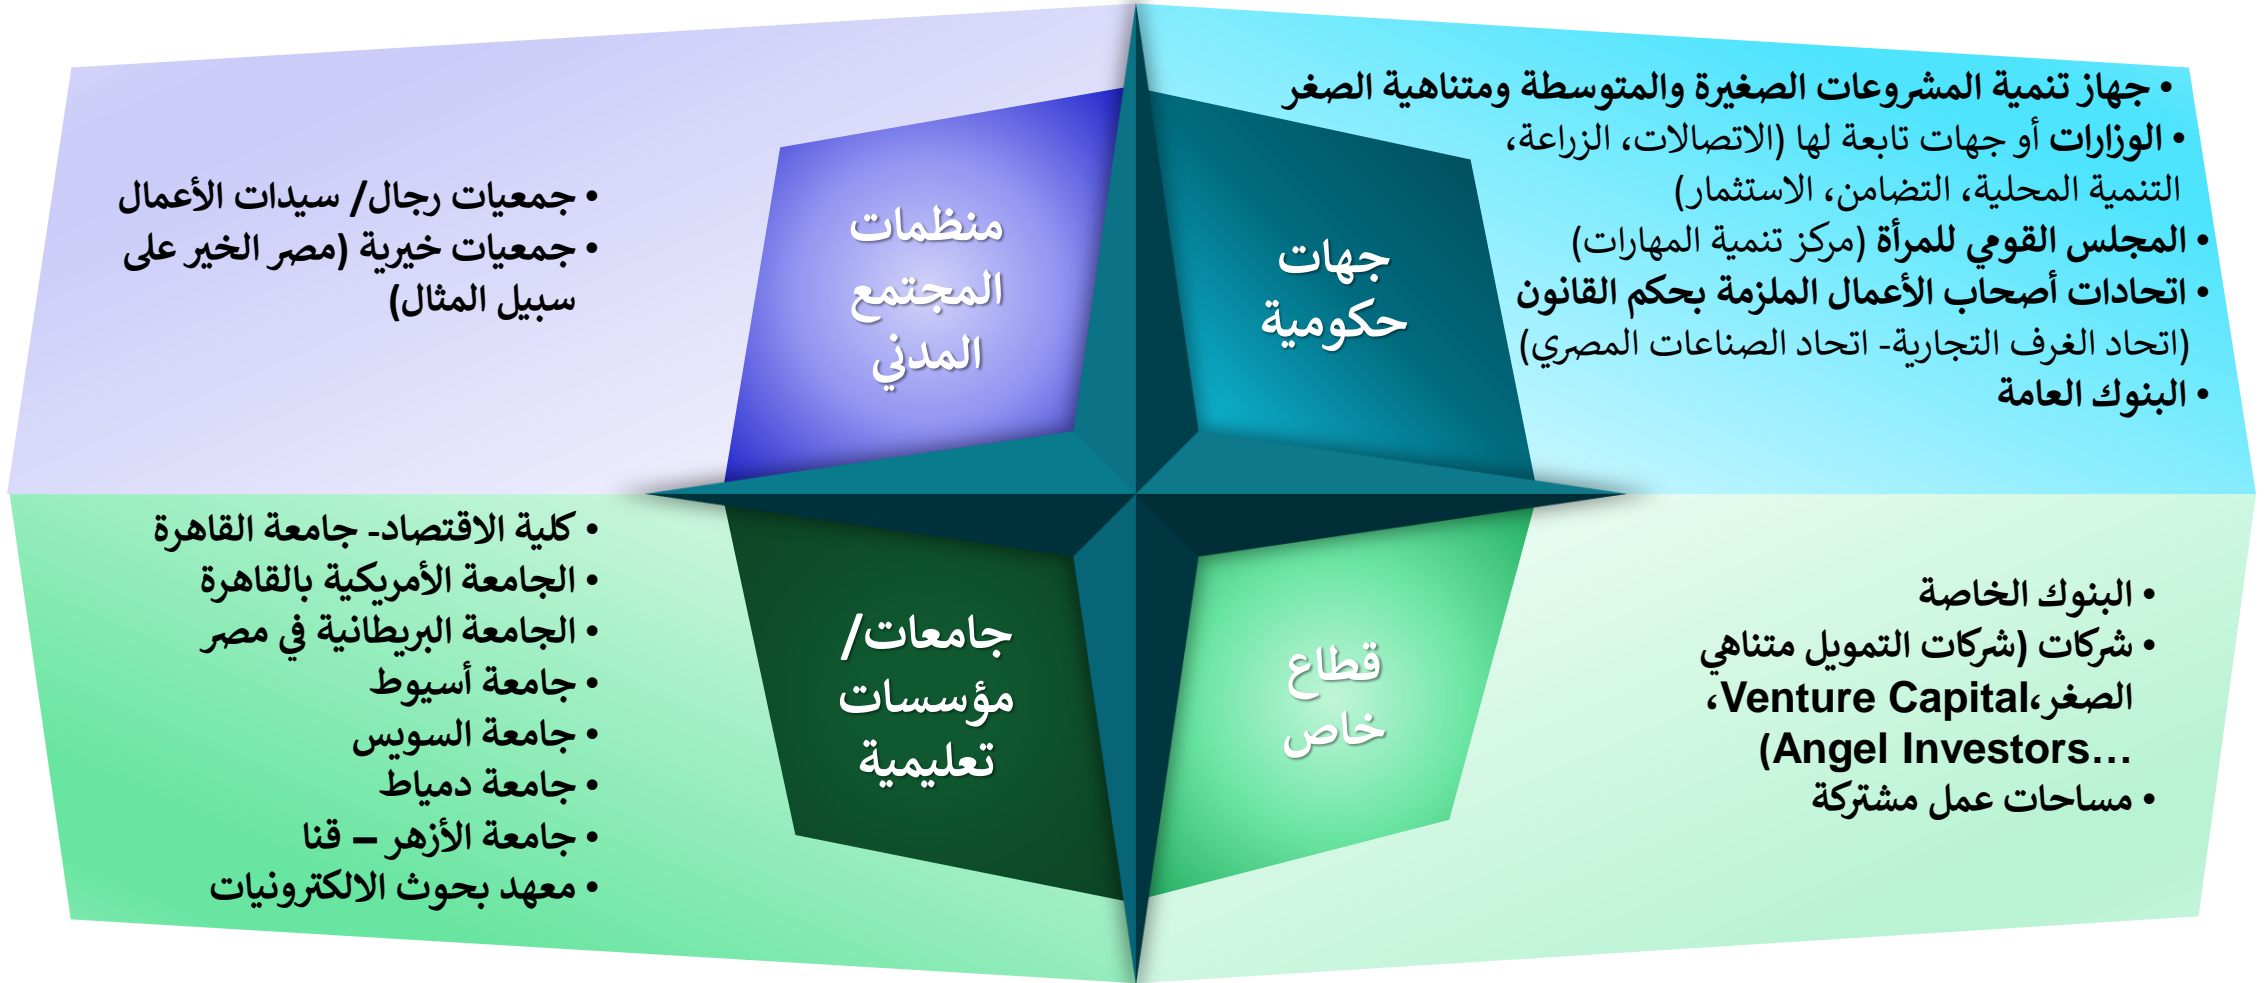 جهات
حكومية
• جهاز تنمية المشروعات الصغيرة والمتوسطة ومتناهية الصغر
• الوزارات أو جهات تابعة لها (الاتصالات، الزراعة،
التنمية المحلية، التضامن، الاستثمار)
• المجلس القومي للمرأة (مركز تنمية المهارات)
• اتحادات أصحاب الأعمال الملزمة بحكم القانون
(اتحاد الغرف التجارية- اتحاد الصناعات المصري)
• البنوك العامة
منظمات
المجتمع
المدني
• جمعيات رجال/ سيدات الأعمال
• جمعيات خيرية (مصر الخير على
سبيل المثال)
قطاع
خاص
• البنوك الخاصة
• شركات (شركات التمويل متناهي
الصغر،Venture Capital،
Angel Investors…)
• مساحات عمل مشتركة
جامعات/
مؤسسات
تعليمية
• كلية الاقتصاد- جامعة القاهرة
• الجامعة الأمريكية بالقاهرة
• الجامعة البريطانية في مصر
• جامعة أسيوط
• جامعة السويس
• جامعة دمياط
• جامعة الأزهر – قنا
• معهد بحوث الالكترونيات